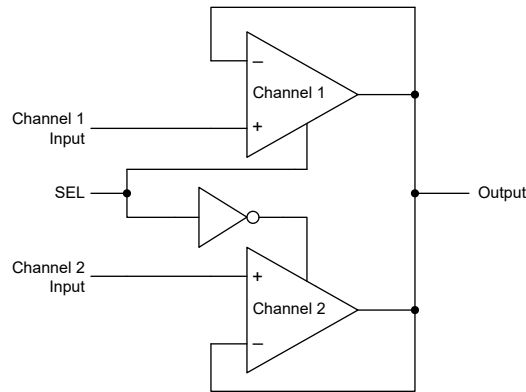 −
Channel 1
Channel 1
Input
+
SEL
Output
Channel 2
Input
+
Channel 2
−